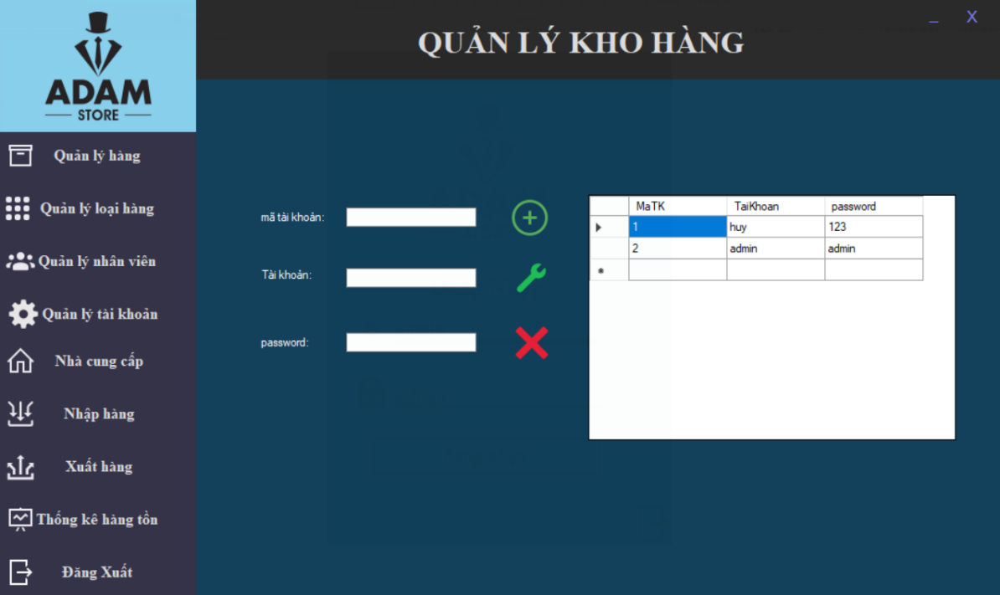 ADAM
STORE
QUẢN LÝ KHO HÀNG
_ X
Quản lý hàng
Quản lý loại hàng
Quản lý nhân viên
Quản lý tài khoản
Nhà cung cấp
Nhập hàng
Xuất hàng
Thống kê hàng tồn
Đăng Xuất
mã tài khoản:
Tài khoản:
password:
MaTK TaiKhoan password
1 huy 123
2 admin admin